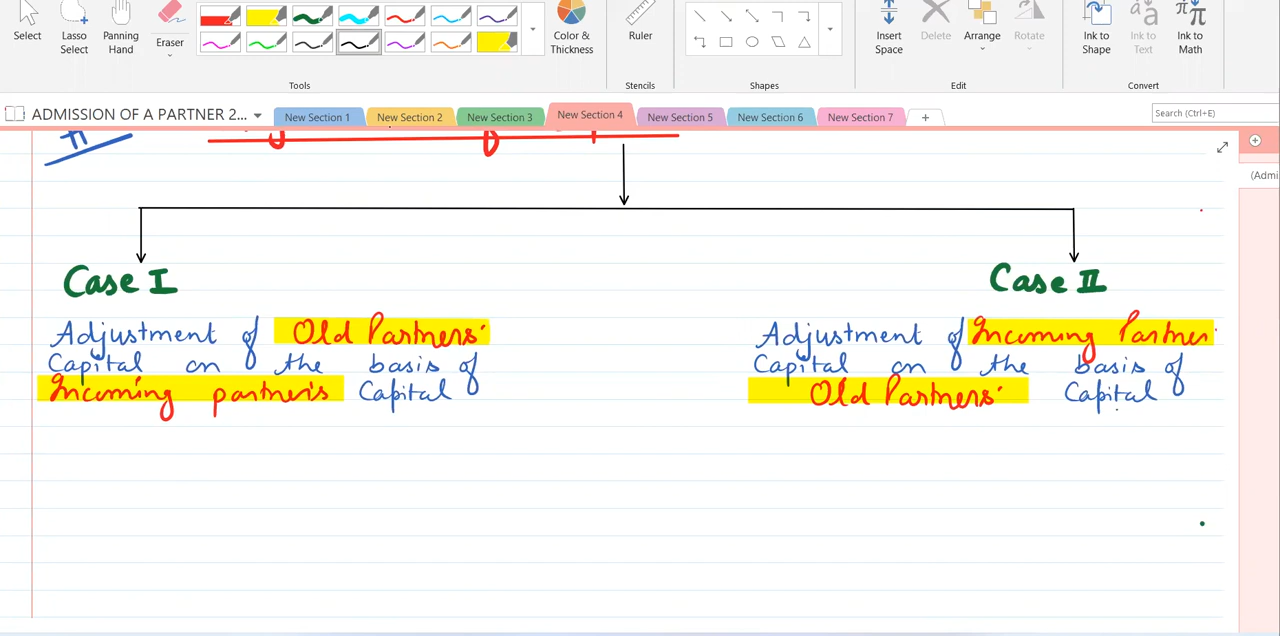 Select
Lasso Select
Panning Hand
Eraser
Color & Thickness
Ruler
Insert Space
Delete
Arrange
Rotate
Ink to Shape
Ink to Text
Ink to Math
Tools
Stencils
Shapes
Edit
Convert
ADMISSION OF A PARTNER 2...
New Section 1
New Section 2
New Section 3
New Section 4
New Section 5
New Section 6
New Section 7
+
Search (Ctrl+E)
(Admi
Case I
Adjustment of Old Partners'
Capital on the basis of
Incoming partner's Capital
Case II
Adjustment of Incoming Partner
Capital on the basis of
Old Partners' Capital